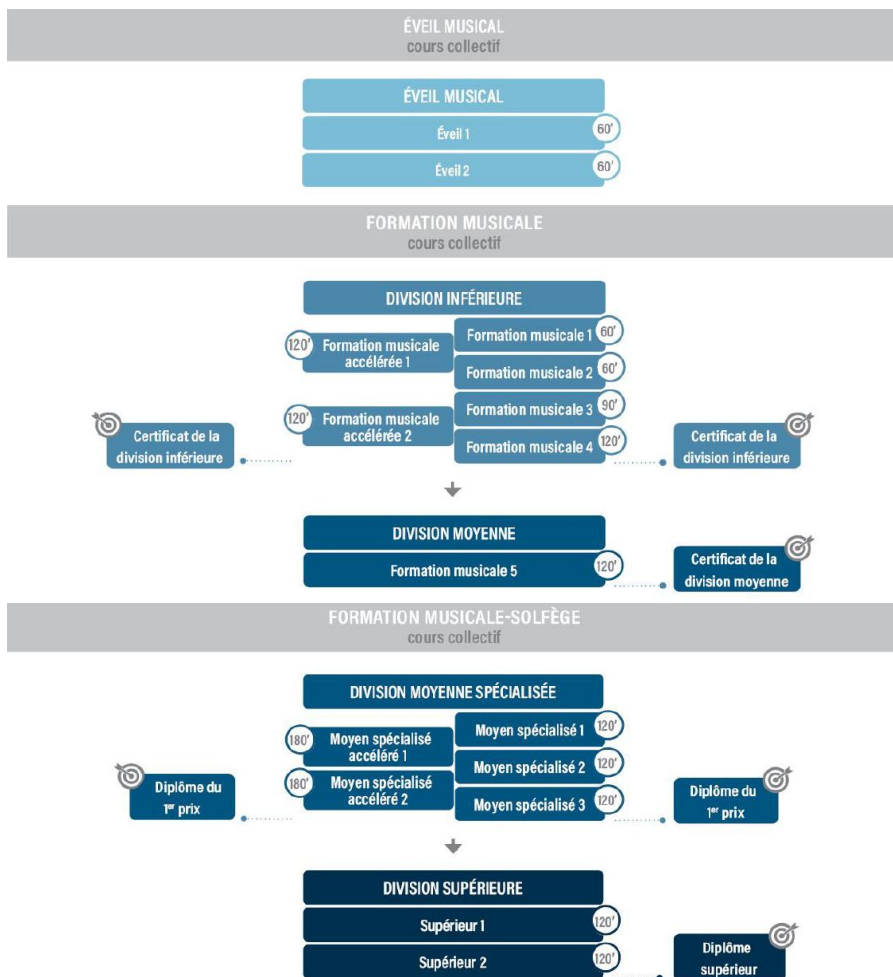 ÉVEIL MUSICAL
cours collectif
ÉVEIL MUSICAL
Éveil 1
60'
Éveil 2
60'
FORMATION MUSICALE
cours collectif
DIVISION INFÉRIEURE
120'
Formation musicale
accélérée 1
Formation musicale 1
60'
Formation musicale 2
60'
120'
Formation musicale
accélérée 2
Formation musicale 3
90'
Formation musicale 4
120'
Certificat de la
division inférieure
Certificat de la
division inférieure
DIVISION MOYENNE
Formation musicale 5
120'
Certificat de la
division moyenne
FORMATION MUSICALE-SOLFÈGE
cours collectif
DIVISION MOYENNE SPÉCIALISÉE
180'
Moyen spécialisé
accéléré 1
180'
Moyen spécialisé
accéléré 2
Moyen spécialisé 1
120'
Moyen spécialisé 2
120'
Moyen spécialisé 3
120'
Diplôme du
1er prix
Diplôme du
1er prix
DIVISION SUPÉRIEURE
Supérieur 1
120'
Supérieur 2
120'
Diplôme
supérieur